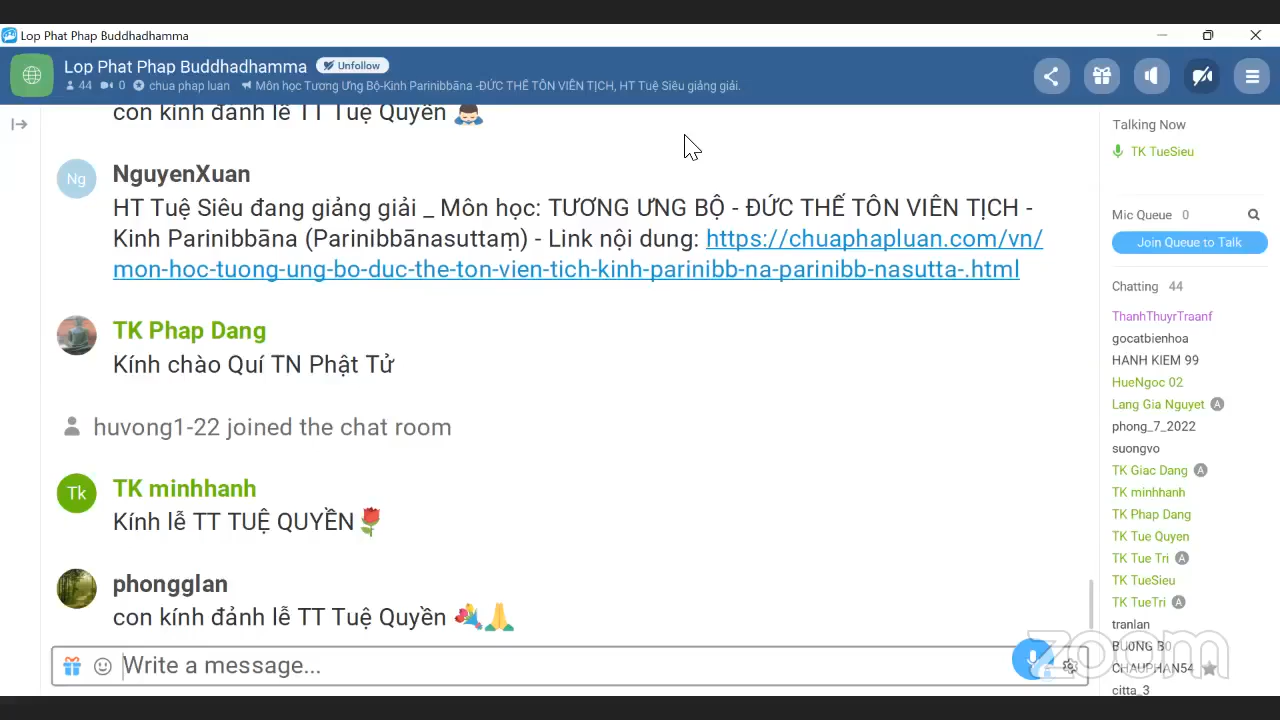 Lop Phat Phap Buddhadhamma
Lop Phat Phap Buddhadhamma Unfollow
44 0 chua phap luan Môn học Tương Ưng Bộ-Kinh Parinibbāna -ĐỨC THẾ TÔN VIÊN TỊCH, HT Tuệ Siêu giảng giải.
con kính đảnh lễ TT Tuệ Quyền
Ng
NguyenXuan
HT Tuệ Siêu đang giảng giải _ Môn học: TƯƠNG ƯNG BỘ - ĐỨC THẾ TÔN VIÊN TỊCH -
Kinh Parinibbāna (Parinibbānasuttaṃ) - Link nội dung: https://chuaphapluan.com/vn/
mon-hoc-tuong-ung-bo-duc-the-ton-vien-tich-kinh-parinibb-na-parinibb-nasutta-.html
TK Phap Dang
Kính chào Quí TN Phật Tử
huvong1-22 joined the chat room
Tk
TK minhhanh
Kính lễ TT TUỆ QUYỀN🌹
phongglan
con kính đảnh lễ TT Tuệ Quyền 💐🙏
Write a message...
Talking Now
TK TueSieu
Mic Queue 0
Join Queue to Talk
Chatting 44
ThanhThuyrTraanf
gocatbienhoa
HANH KIEM 99
HueNgoc 02
Lang Gia Nguyet A
phong_7_2022
suongvo
TK Giac Dang A
TK minhhanh
TK Phap Dang
TK Tue Quyen
TK Tue Tri A
TK TueSieu
TK TueTri A
tranlan
BU0NG B0
CHAUPHAN54
citta_3
zoom